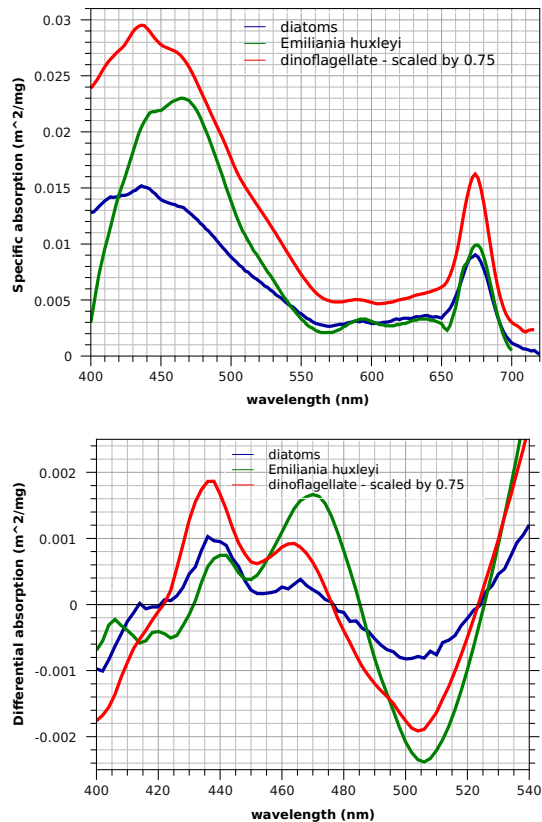 0.03
0.025
0.02
0.015
0.01
0.005
0
Specific absorption (m^2/mg)
diatoms
Emiliania huxleyi
dinoflagellate - scaled by 0.75
400 450 500 550 600 650 700
wavelength (nm)
0.002
0.001
0
-0.001
-0.002
Differential absorption (m^2/mg)
diatoms
Emiliania huxleyi
dinoflagellate - scaled by 0.75
400 420 440 460 480 500 520 540
wavelength (nm)